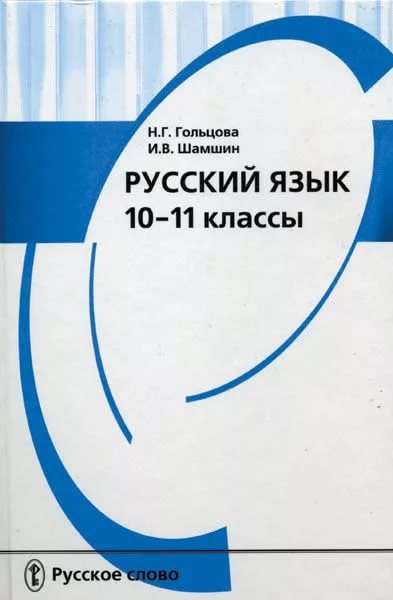 Н.Г. Гольцова
И.В. Шамшин
РУССКИЙ ЯЗЫК
10–11 классы
Русское слово